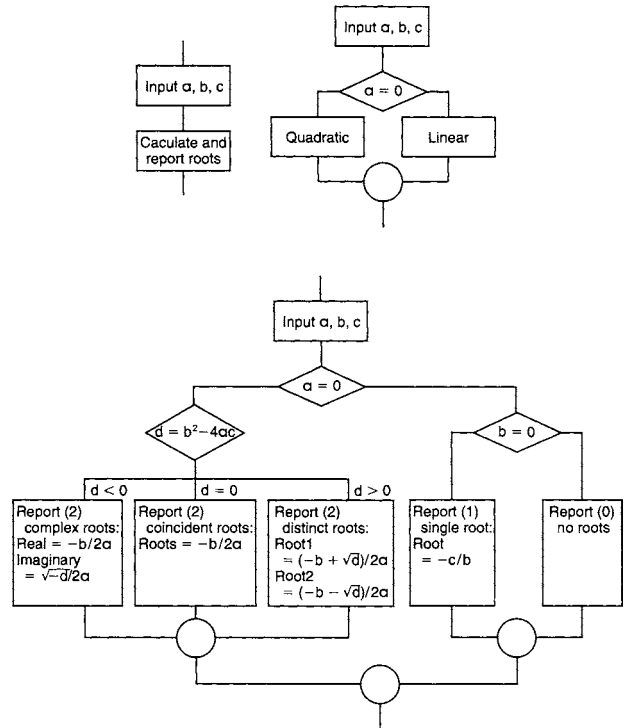 Input a, b, c
Caculate and
report roots
Input a, b, c
a = 0
Quadratic
Linear
Input a, b, c
a = 0
d = b²−4ac
b = 0
d < 0
d = 0
d > 0
Report (2)
complex roots:
Real = −b/2a
Imaginary
= √−d/2a
Report (2)
coincident roots:
Roots = −b/2a
Report (2)
distinct roots:
Root1
= (−b + √d)/2a
Root2
= (−b − √d)/2a
Report (1)
single root:
Root
= −c/b
Report (0)
no roots